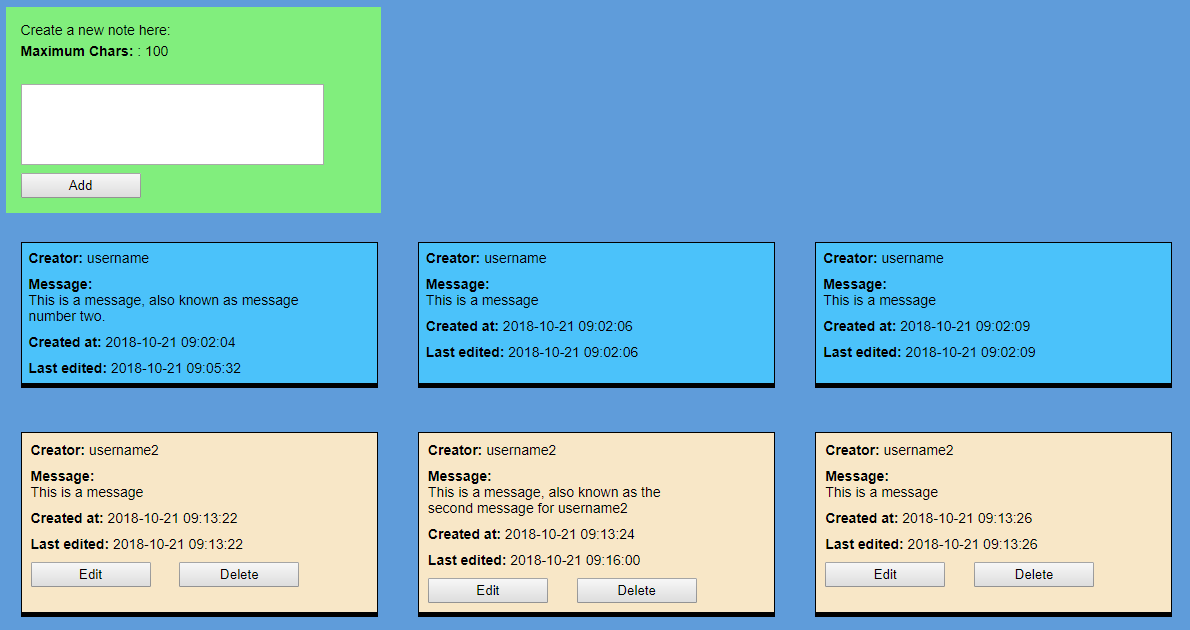 Create a new note here:
Maximum Chars: : 100
Add
Creator: username
Message:
This is a message, also known as message
number two.
Created at: 2018-10-21 09:02:04
Last edited: 2018-10-21 09:05:32
Creator: username
Message:
This is a message
Created at: 2018-10-21 09:02:06
Last edited: 2018-10-21 09:02:06
Creator: username
Message:
This is a message
Created at: 2018-10-21 09:02:09
Last edited: 2018-10-21 09:02:09
Creator: username2
Message:
This is a message
Created at: 2018-10-21 09:13:22
Last edited: 2018-10-21 09:13:22
Edit Delete
Creator: username2
Message:
This is a message, also known as the
second message for username2
Created at: 2018-10-21 09:13:24
Last edited: 2018-10-21 09:16:00
Edit Delete
Creator: username2
Message:
This is a message
Created at: 2018-10-21 09:13:26
Last edited: 2018-10-21 09:13:26
Edit Delete